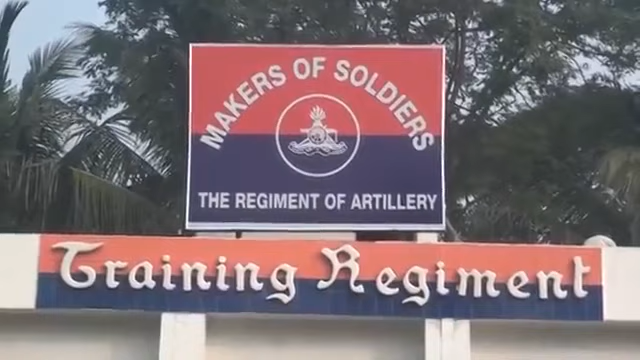 MAKERS OF SOLDIERS
THE REGIMENT OF ARTILLERY
Training Regiment